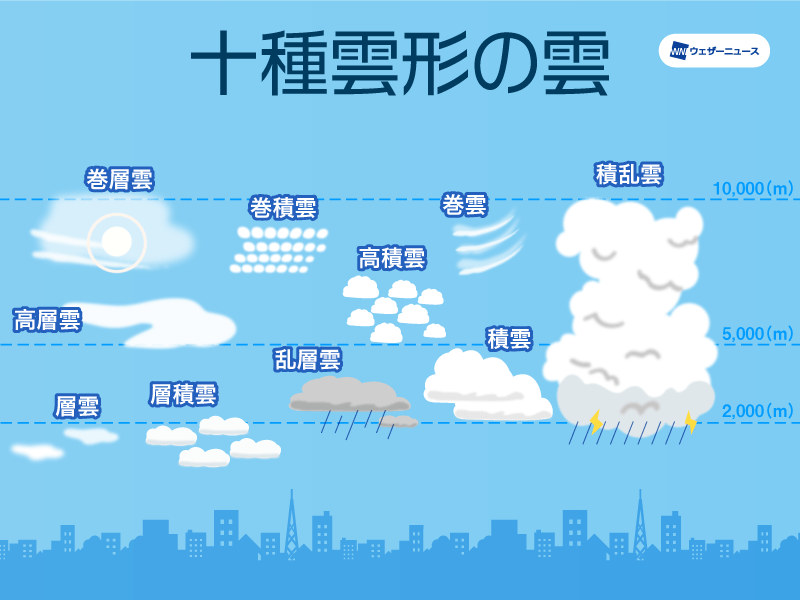 十種雲形の雲
WN ウェザーニュース
巻層雲
積乱雲
10,000(m)
巻積雲
巻雲
高積雲
高層雲
5,000(m)
積雲
乱層雲
層積雲
層雲
2,000(m)